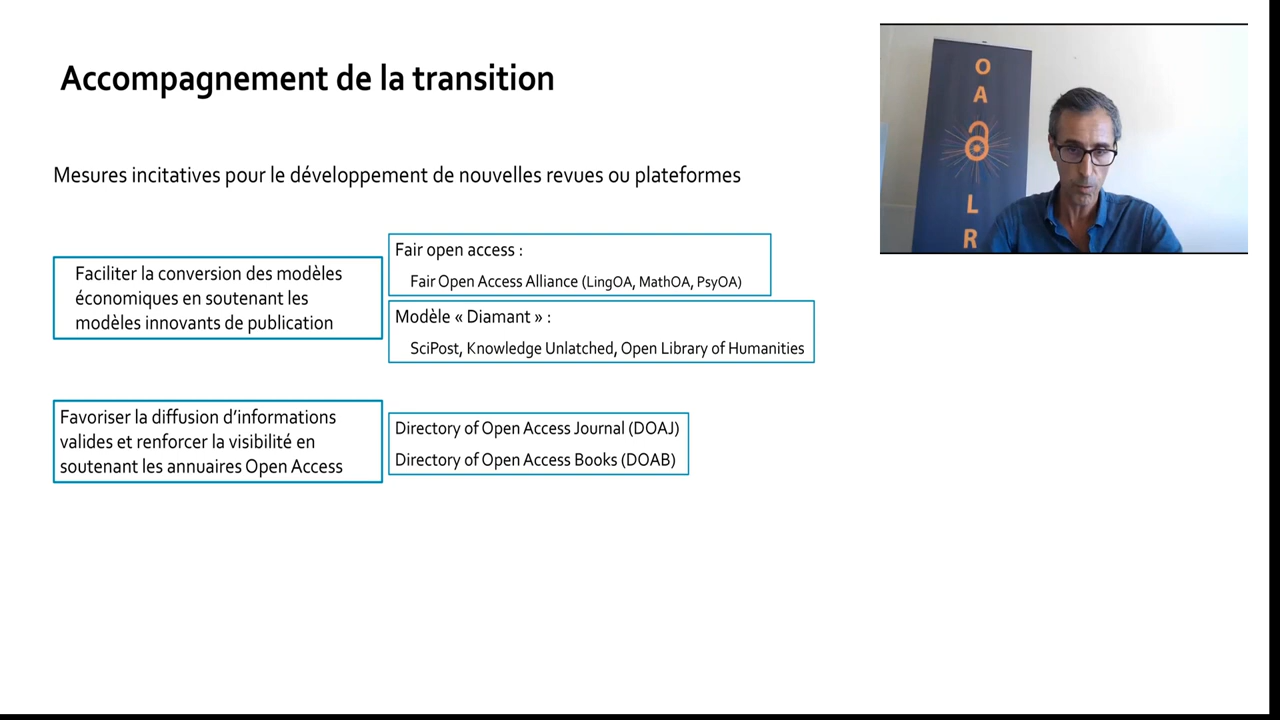 Accompagnement de la transition
Mesures incitatives pour le développement de nouvelles revues ou plateformes
Faciliter la conversion des modèles
économiques en soutenant les
modèles innovants de publication
Fair open access :
Fair Open Access Alliance (LingOA, MathOA, PsyOA)
Modèle « Diamant » :
SciPost, Knowledge Unlatched, Open Library of Humanities
Favoriser la diffusion d’informations
valides et renforcer la visibilité en
soutenant les annuaires Open Access
Directory of Open Access Journal (DOAJ)
Directory of Open Access Books (DOAB)
O
A
L
R